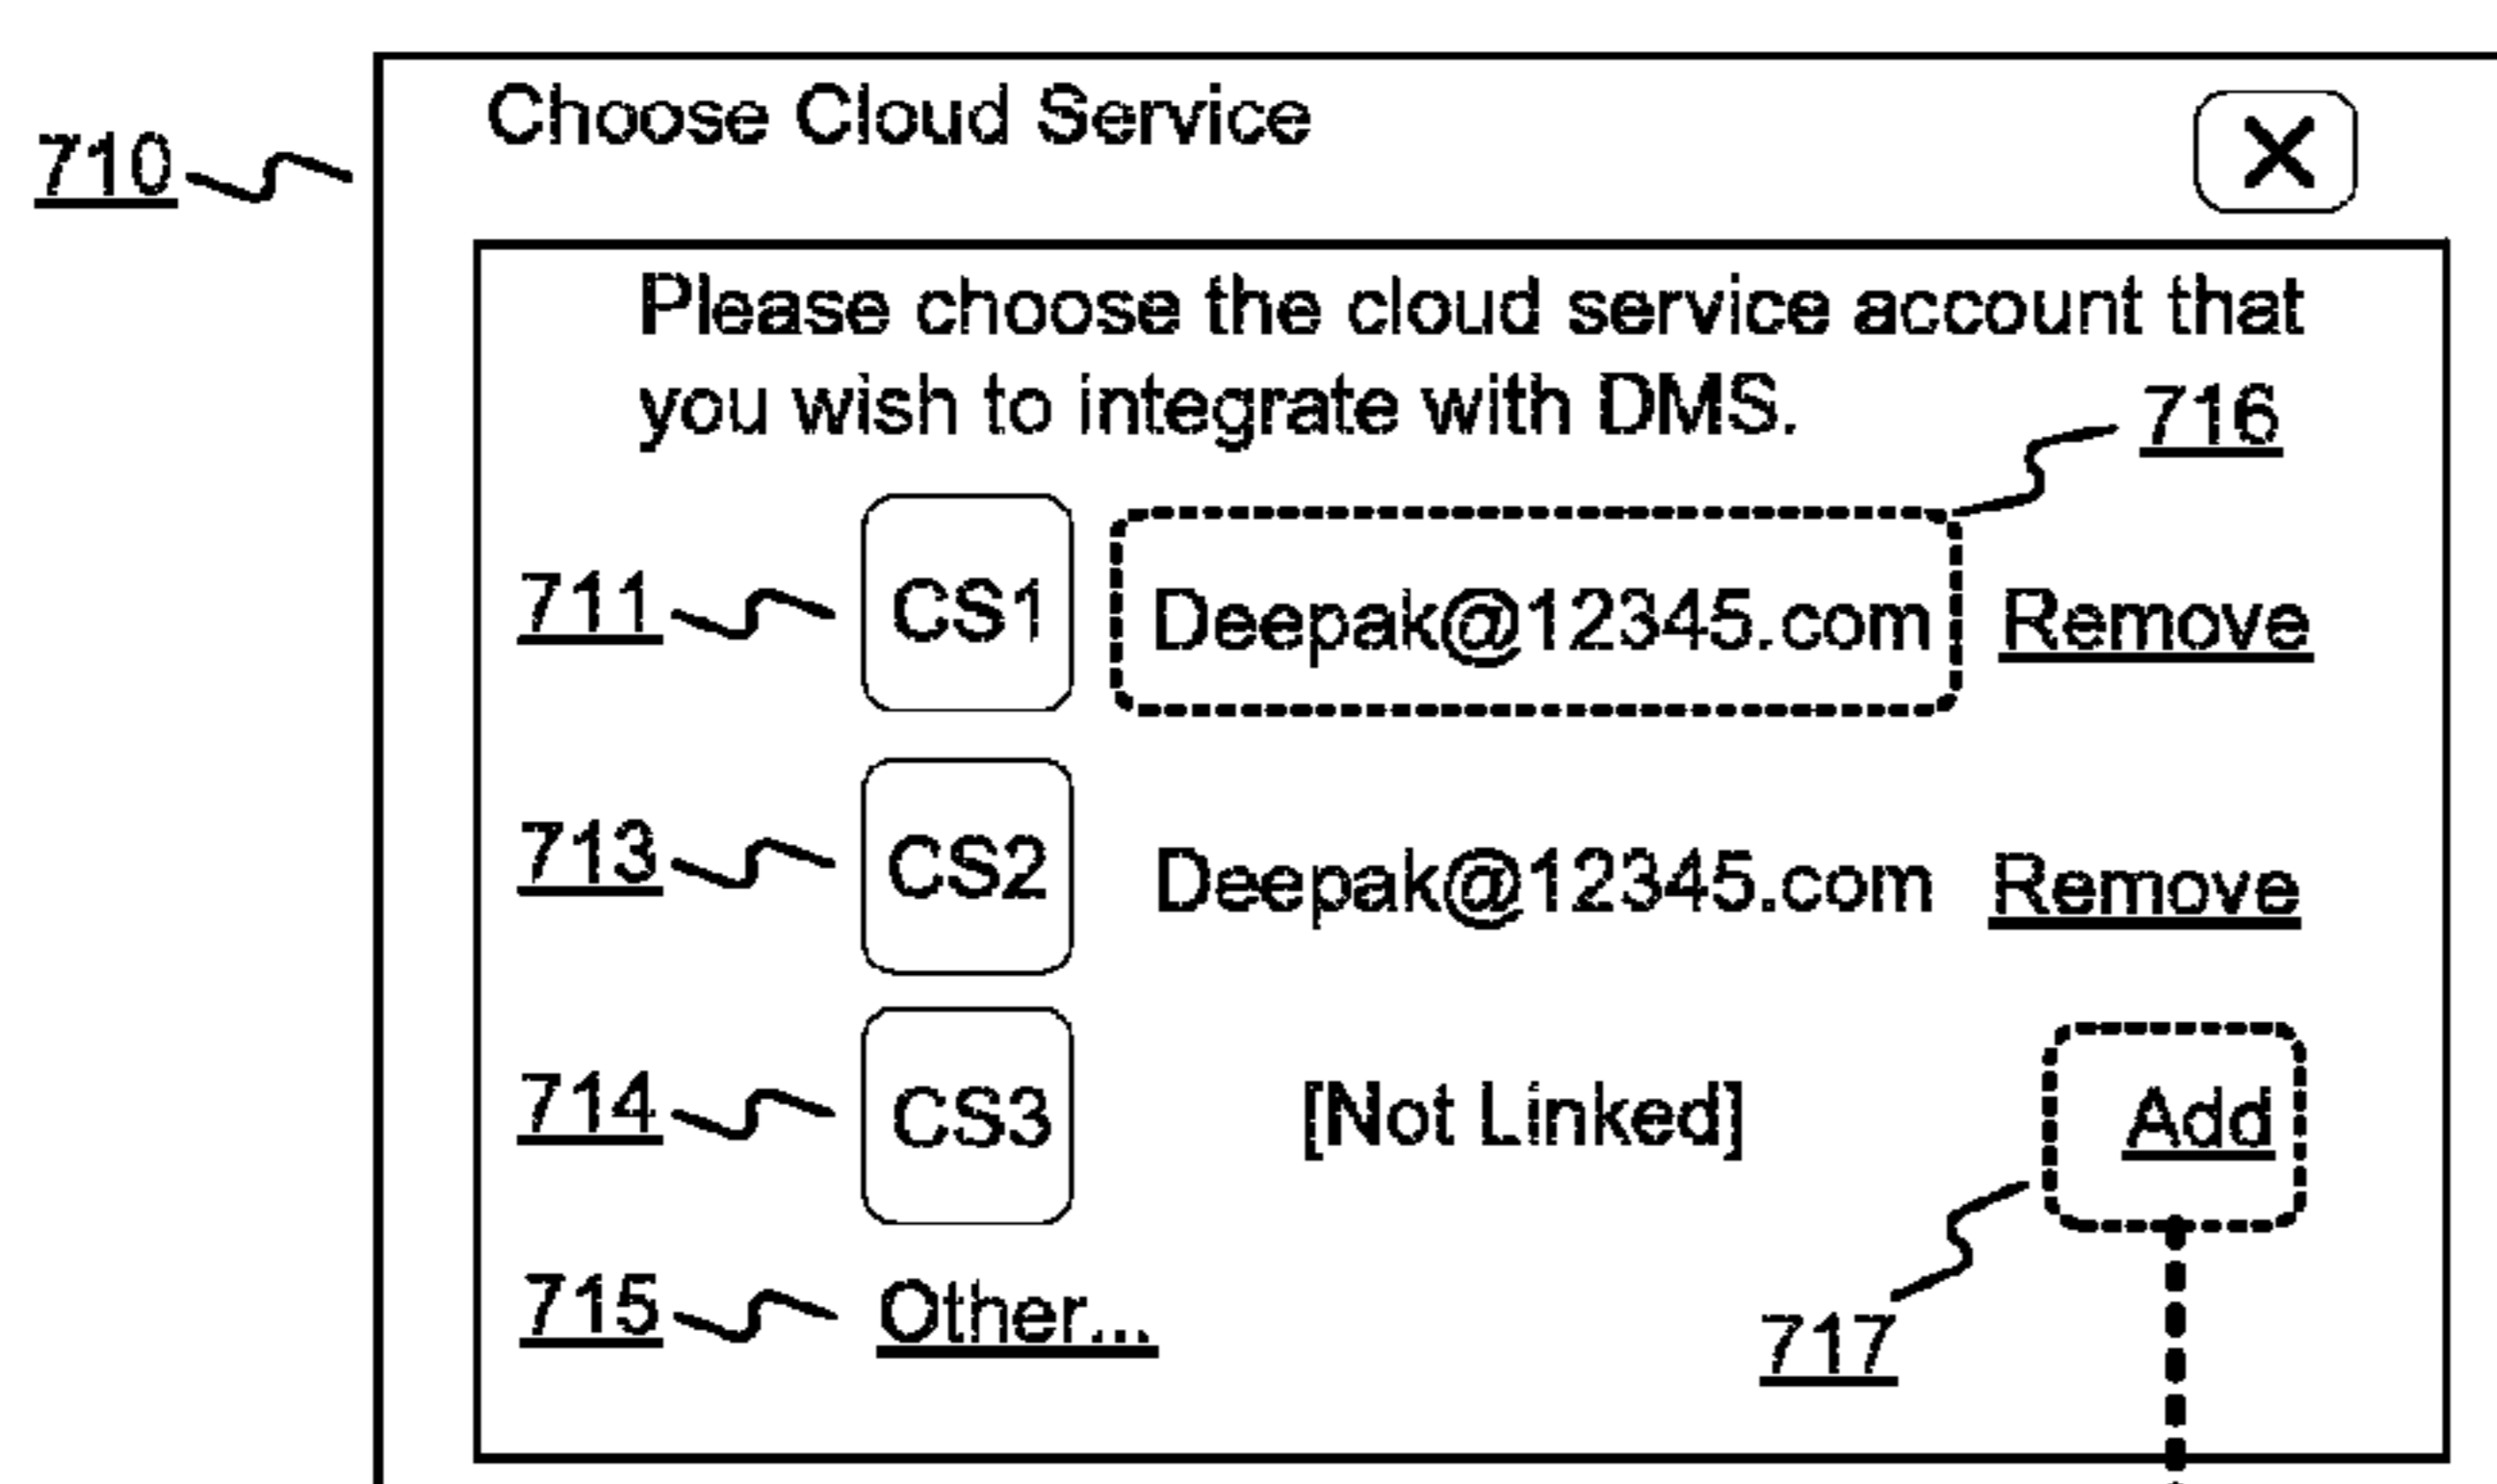 Choose Cloud Service
X
710
Please choose the cloud service account that
you wish to integrate with DMS.
716
711 CS1 Deepak@12345.com Remove
713 CS2 Deepak@12345.com Remove
714 CS3 [Not Linked] Add
715 Other...
717